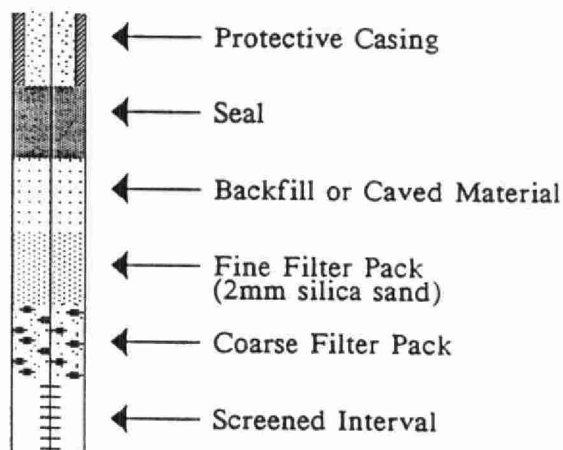 Protective Casing
Seal
Backfill or Caved Material
Fine Filter Pack
(2mm silica sand)
Coarse Filter Pack
Screened Interval